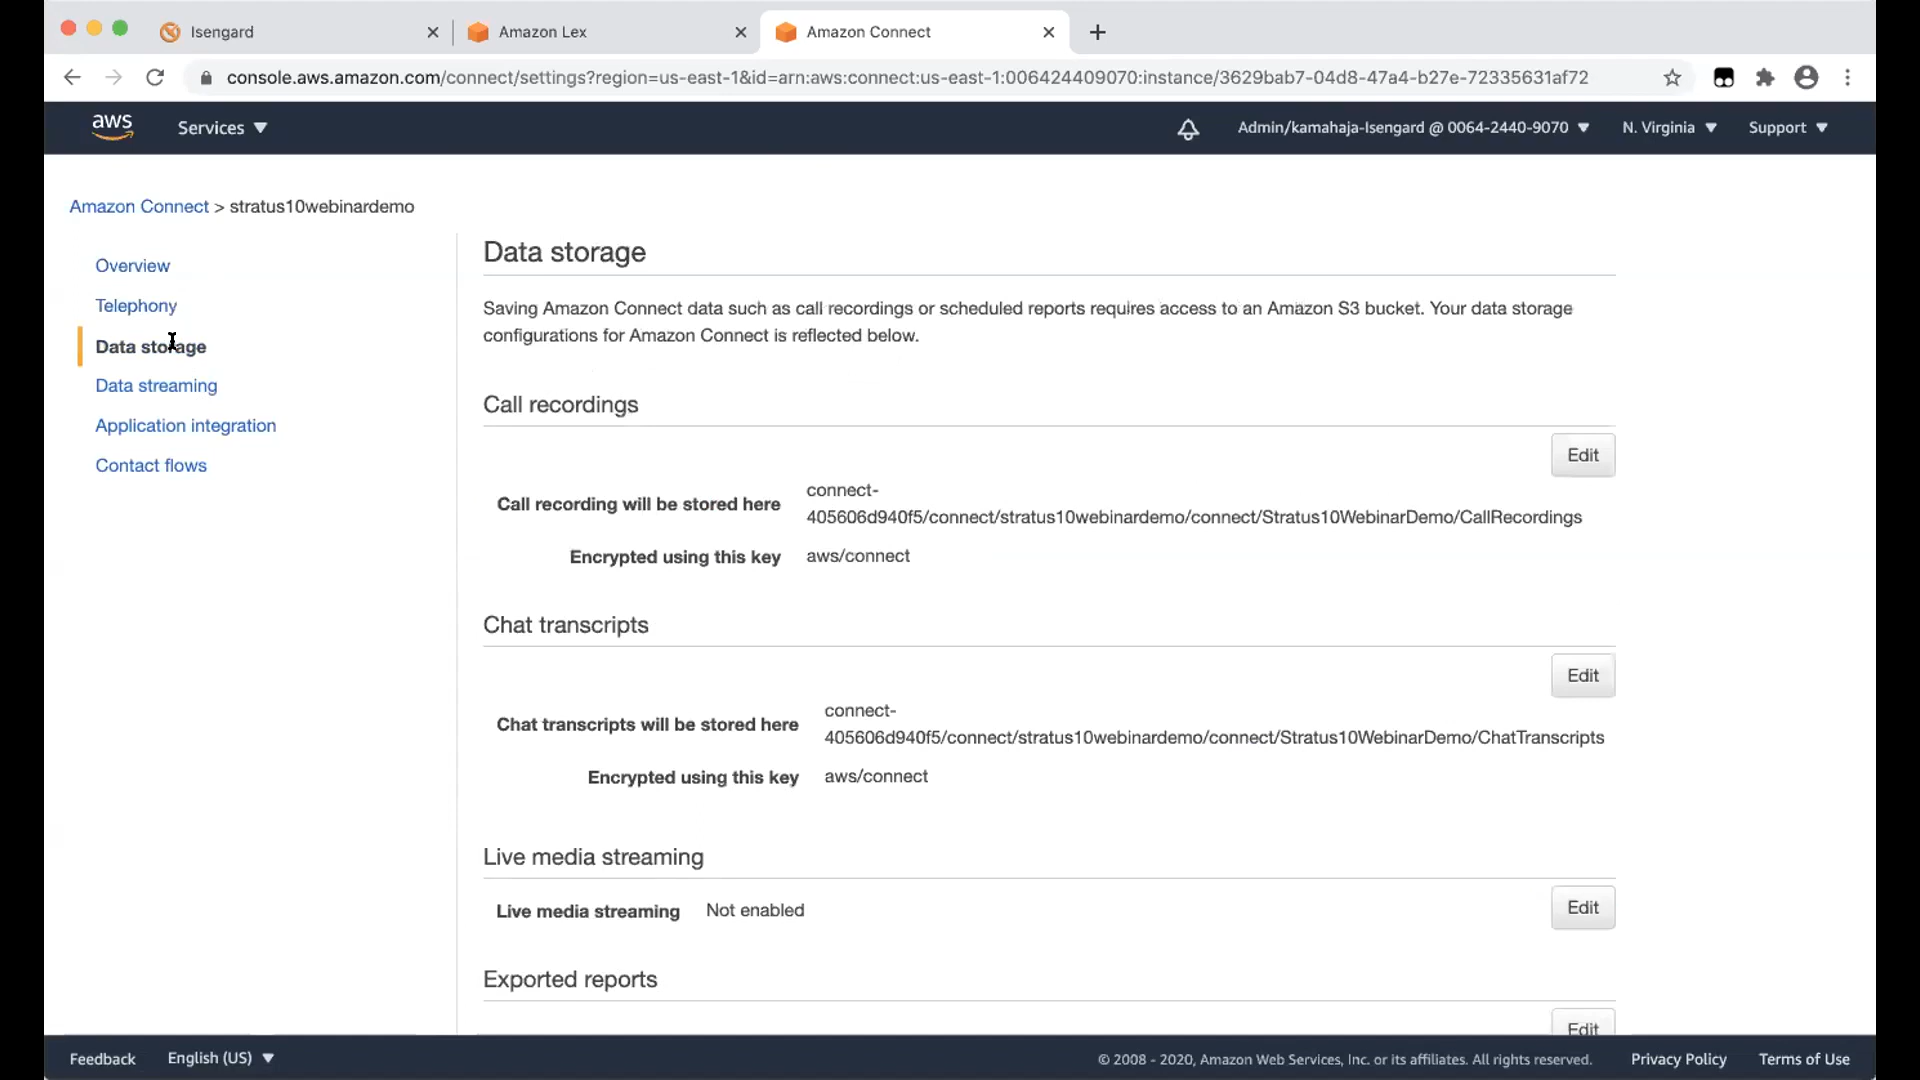 Isengard
Amazon Lex
Amazon Connect
console.aws.amazon.com/connect/settings?region=us-east-1&id=arn:aws:connect:us-east-1:006424409070:instance/3629bab7-04d8-47a4-b27e-72335631af72
aws
Services
Admin/kamahaja-Isengard @ 0064-2440-9070
N. Virginia
Support
Amazon Connect > stratus10webinardemo
Overview
Telephony
Data storage
Data streaming
Application integration
Contact flows
Data storage
Saving Amazon Connect data such as call recordings or scheduled reports requires access to an Amazon S3 bucket. Your data storage
configurations for Amazon Connect is reflected below.
Call recordings
Edit
Call recording will be stored here
connect-
405606d940f5/connect/stratus10webinardemo/connect/Stratus10WebinarDemo/CallRecordings
Encrypted using this key
aws/connect
Chat transcripts
Edit
Chat transcripts will be stored here
connect-
405606d940f5/connect/stratus10webinardemo/connect/Stratus10WebinarDemo/ChatTranscripts
Encrypted using this key
aws/connect
Live media streaming
Live media streaming
Not enabled
Edit
Exported reports
Edit
Feedback
English (US)
© 2008 - 2020, Amazon Web Services, Inc. or its affiliates. All rights reserved.
Privacy Policy
Terms of Use